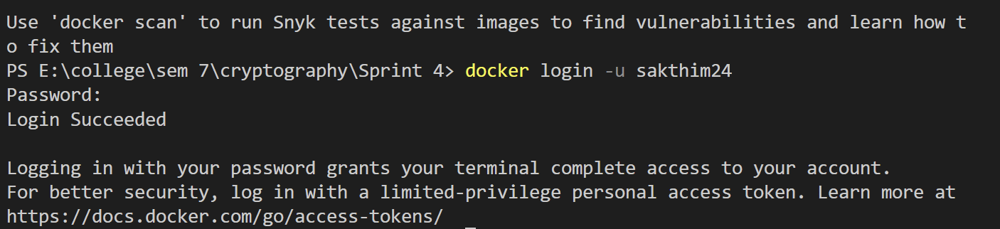 Use 'docker scan' to run Snyk tests against images to find vulnerabilities and learn how t
o fix them
PS E:\college\sem 7\cryptography\Sprint 4> docker login -u sakthim24
Password:
Login Succeeded
Logging in with your password grants your terminal complete access to your account.
For better security, log in with a limited-privilege personal access token. Learn more at
https://docs.docker.com/go/access-tokens/